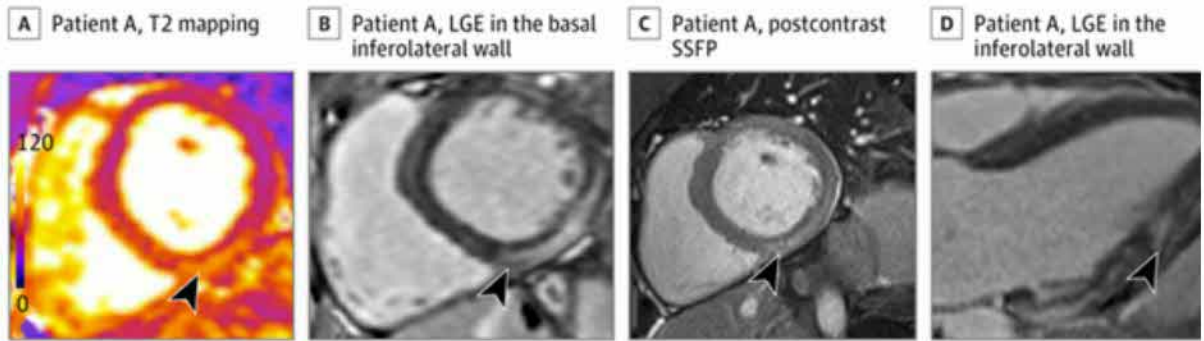 A Patient A, T2 mapping
B Patient A, LGE in the basal
inferolateral wall
C Patient A, postcontrast
SSFP
D Patient A, LGE in the
inferolateral wall
120
0